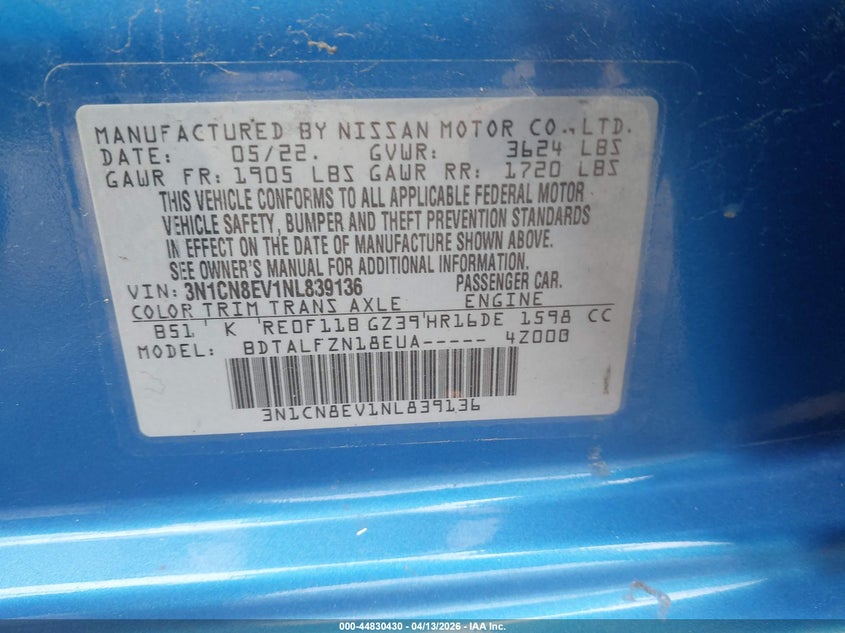 MANUFACTURED BY NISSAN MOTOR CO., LTD.
DATE: 05/22. GVWR: 3624 LBS
GAWR FR: 1905 LBS GAWR RR: 1720 LBS
THIS VEHICLE CONFORMS TO ALL APPLICABLE FEDERAL MOTOR
VEHICLE SAFETY, BUMPER AND THEFT PREVENTION STANDARDS
IN EFFECT ON THE DATE OF MANUFACTURE SHOWN ABOVE.
SEE OWNER'S MANUAL FOR ADDITIONAL INFORMATION.
VIN: 3N1CN8EV1NL839136 PASSENGER CAR.
COLOR TRIM TRANS AXLE ENGINE
B51 K RE0F11B GZ39 HR16DE 1598 CC
MODEL: BDTALFZN18EUA----- 4Z00B
3N1CN8EV1NL839136
000-44830430 - 04/13/2026 - IAA Inc.